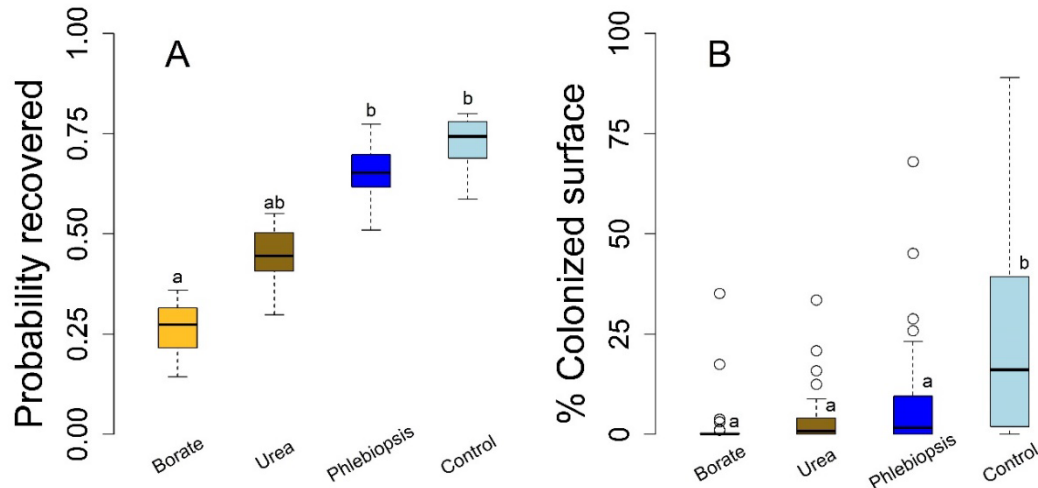 A
Probability recovered
1.00
0.75
0.50
0.25
0.00
a
ab
b
b
Borate
Urea
Phlebiopsis
Control
B
% Colonized surface
100
75
50
25
0
a
a
a
b
Borate
Urea
Phlebiopsis
Control